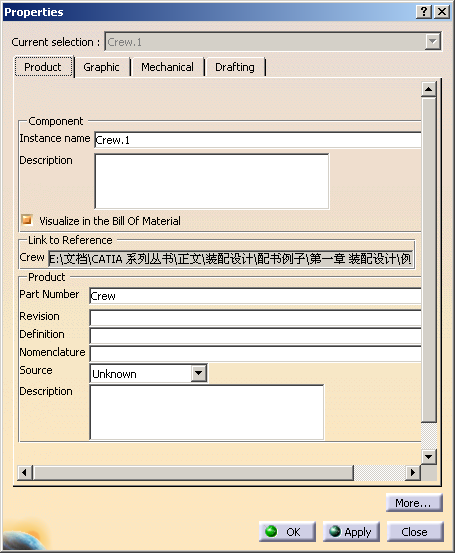 Properties
Current selection : Crew.1
Product Graphic Mechanical Drafting
Component
Instance name Crew.1
Description
Visualize in the Bill Of Material
Link to Reference
Crew E:\文档\CATIA 系列丛书\正文\装配设计\配书例子\第一章 装配设计\例
Product
Part Number Crew
Revision
Definition
Nomenclature
Source Unknown
Description
More...
OK Apply Close